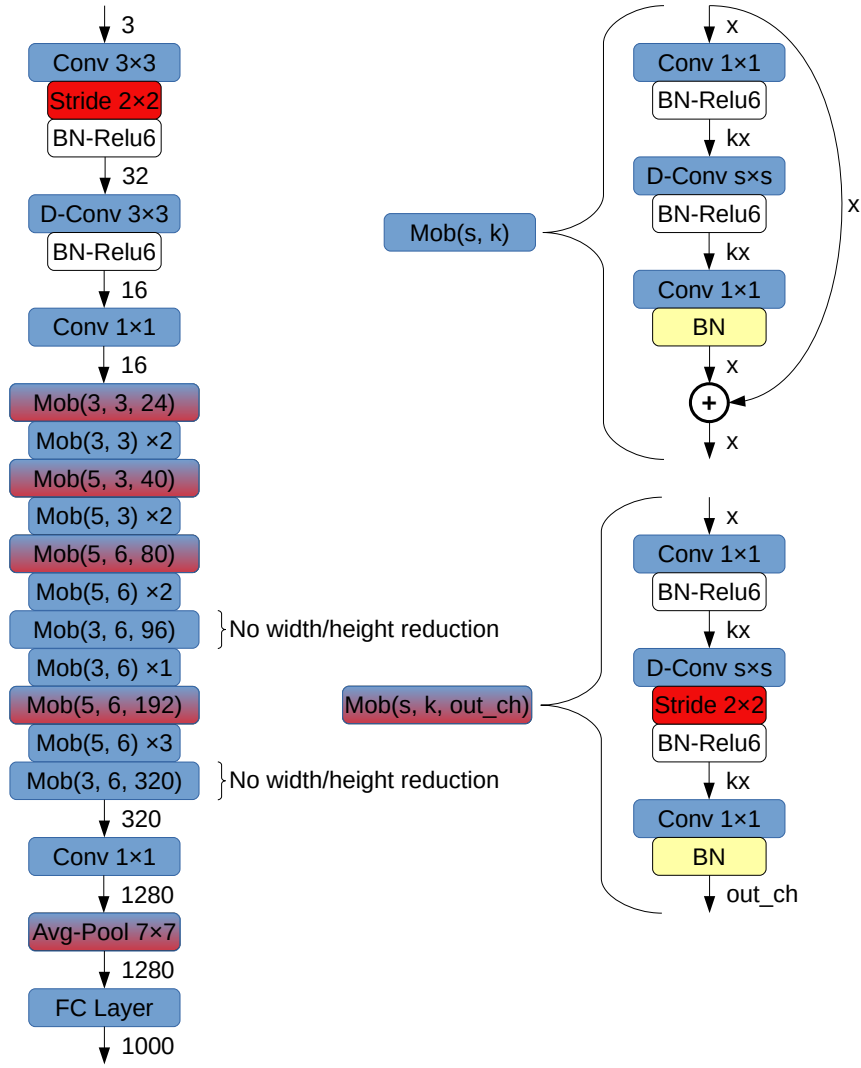 3
Conv 3×3
Stride 2×2
BN-Relu6
32
D-Conv 3×3
BN-Relu6
16
Conv 1×1
16
Mob(3, 3, 24)
Mob(3, 3) ×2
Mob(5, 3, 40)
Mob(5, 3) ×2
Mob(5, 6, 80)
Mob(5, 6) ×2
Mob(3, 6, 96)
No width/height reduction
Mob(3, 6) ×1
Mob(5, 6, 192)
Mob(5, 6) ×3
Mob(3, 6, 320)
No width/height reduction
320
Conv 1×1
1280
Avg-Pool 7×7
1280
FC Layer
1000
Mob(s, k)
x
Conv 1×1
BN-Relu6
kx
D-Conv s×s
BN-Relu6
kx
Conv 1×1
BN
x
+
x
x
Mob(s, k, out_ch)
x
Conv 1×1
BN-Relu6
kx
D-Conv s×s
Stride 2×2
BN-Relu6
kx
Conv 1×1
BN
out_ch